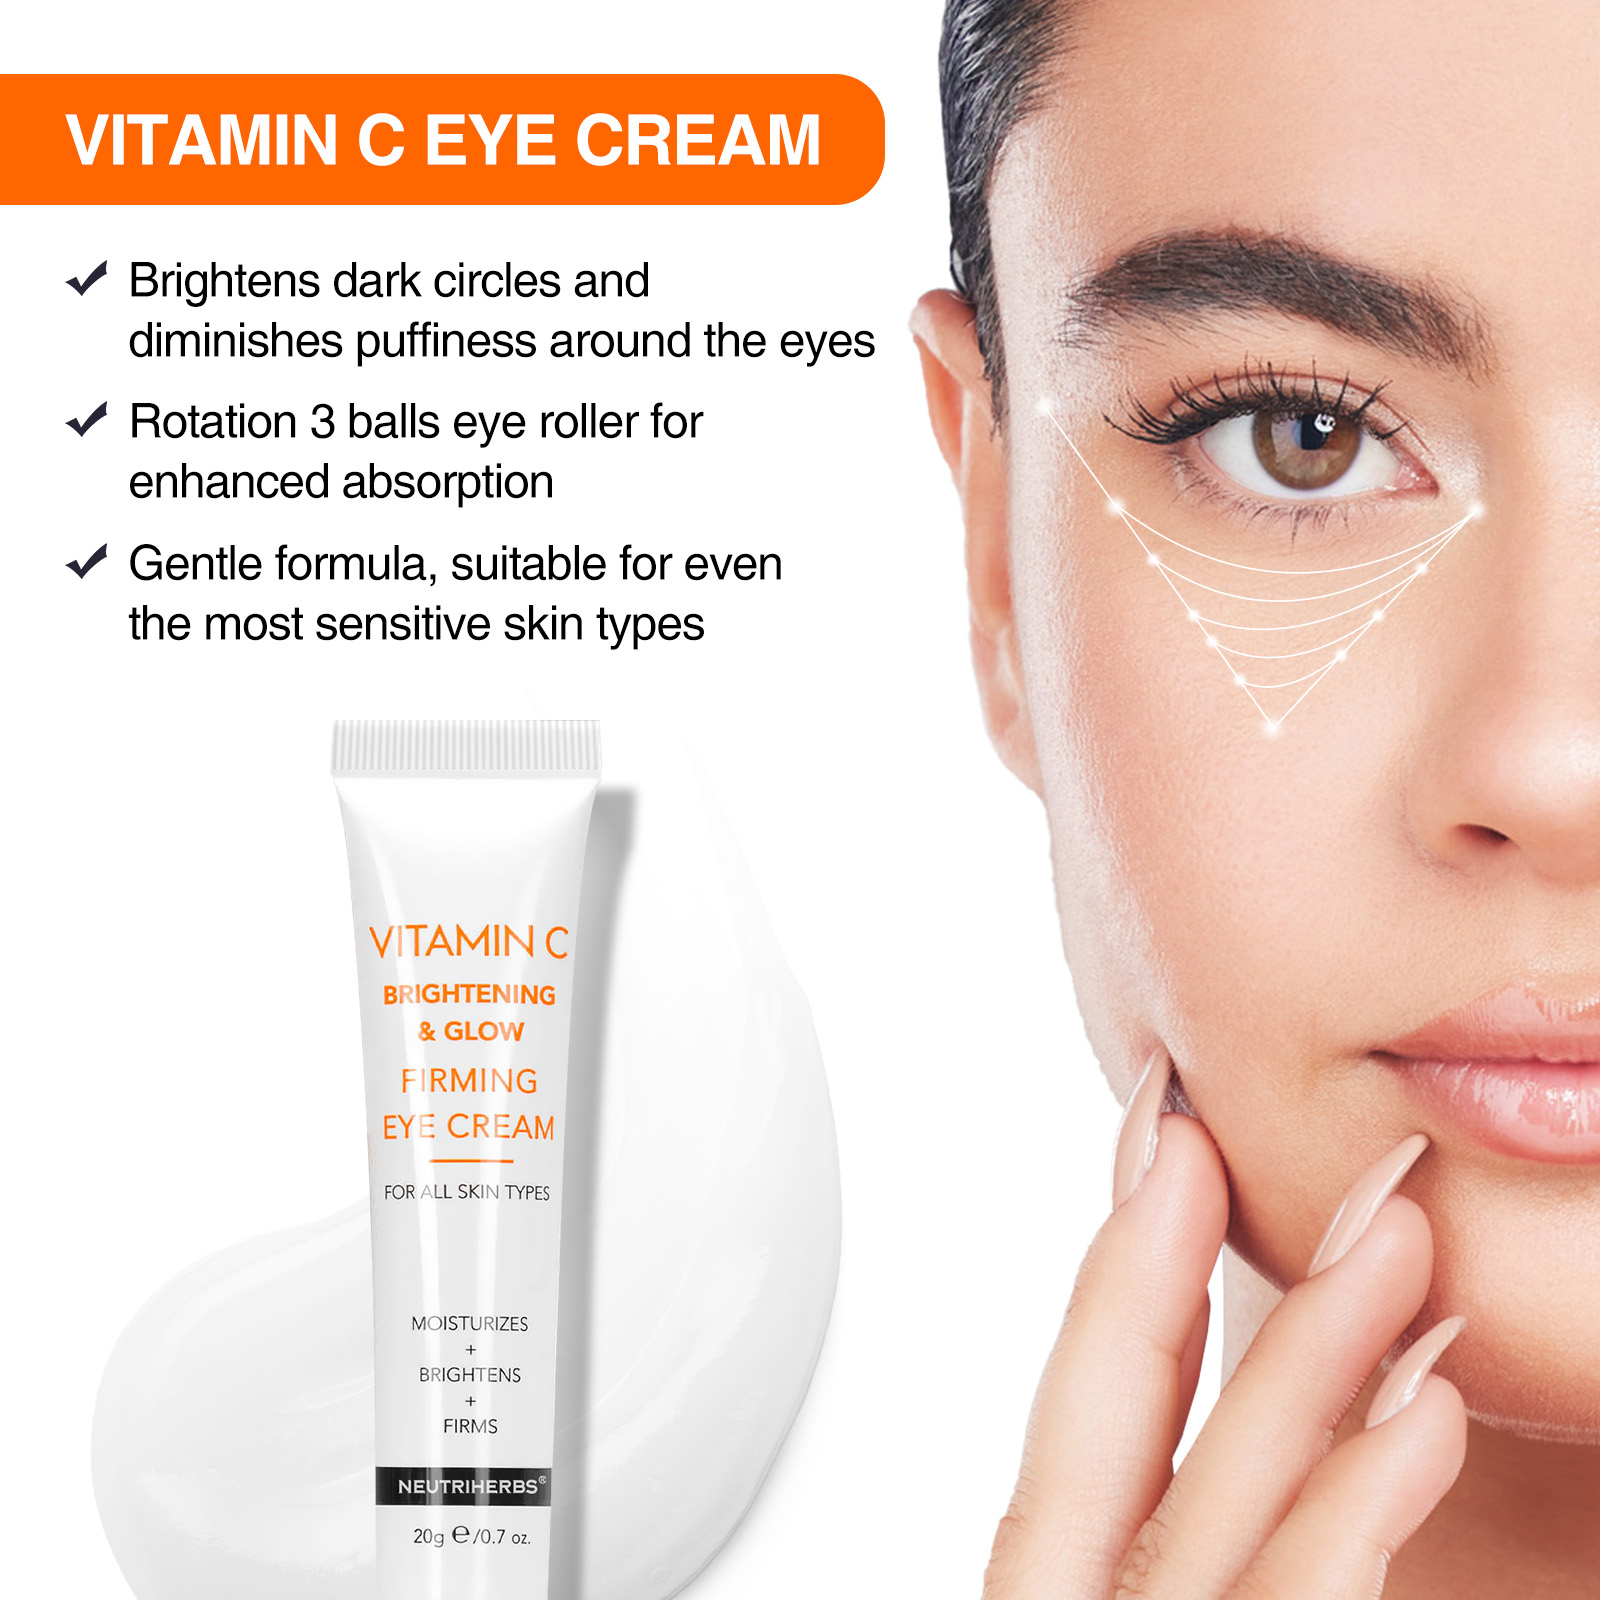 VITAMIN C EYE CREAM
Brightens dark circles and
diminishes puffiness around the eyes
Rotation 3 balls eye roller for
enhanced absorption
Gentle formula, suitable for even
the most sensitive skin types
VITAMIN C
BRIGHTENING
& GLOW
FIRMING
EYE CREAM
FOR ALL SKIN TYPES
MOISTURIZES
+
BRIGHTENS
+
FIRMS
NEUTRIHERBS®
20g ℮/0.7 oz.